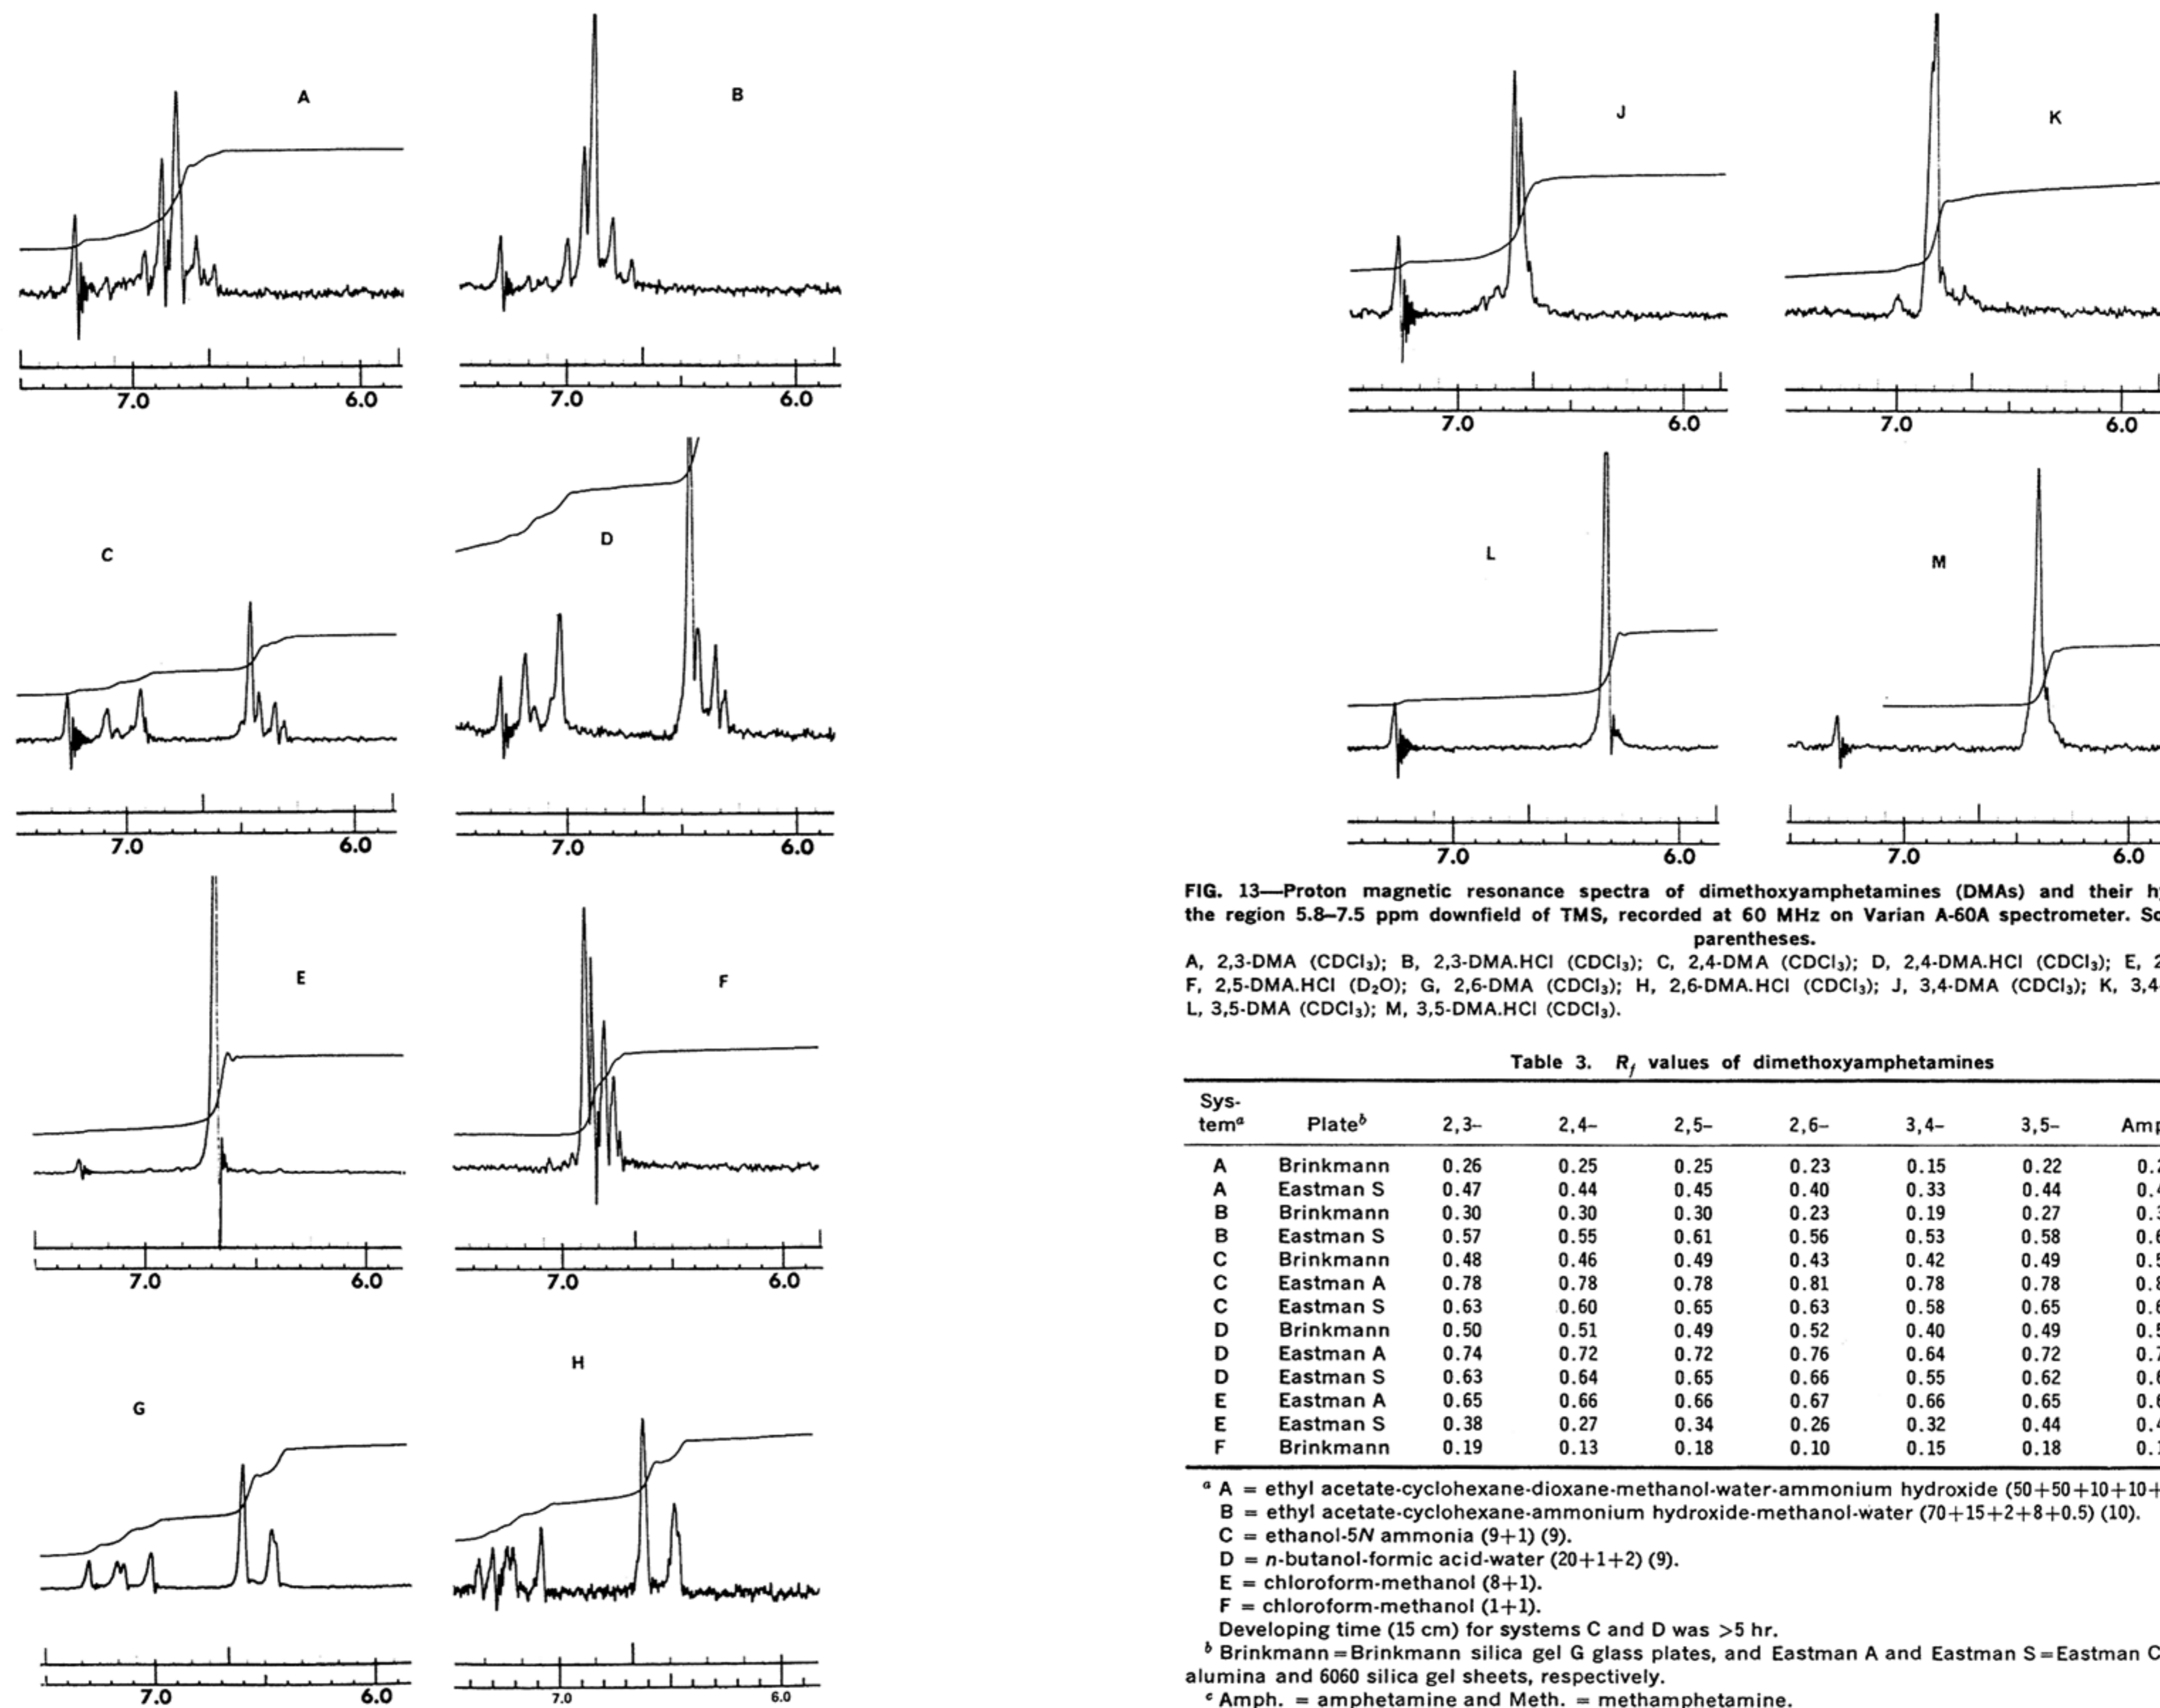 A
B
7.0 6.0
7.0 6.0
C
D
7.0 6.0
7.0 6.0
E
F
7.0 6.0
7.0 6.0
G
H
7.0 6.0
7.0 6.0
J
K
7.0 6.0
7.0 6.0
L
M
7.0 6.0
7.0 6.0
FIG. 13—Proton magnetic resonance spectra of dimethoxyamphetamines (DMAs) and their
the region 5.8–7.5 ppm downfield of TMS, recorded at 60 MHz on Varian A-60A spectrometer.
parentheses.
A, 2,3-DMA (CDCl₃); B, 2,3-DMA.HCl (CDCl₃); C, 2,4-DMA (CDCl₃); D, 2,4-DMA.HCl (CDCl₃); E,
F, 2,5-DMA.HCl (D₂O); G, 2,6-DMA (CDCl₃); H, 2,6-DMA.HCl (CDCl₃); J, 3,4-DMA (CDCl₃); K, 3,4-
L, 3,5-DMA (CDCl₃); M, 3,5-DMA.HCl (CDCl₃).
Table 3. Rf values of dimethoxyamphetamines
Sys-
temᵃ Plateᵇ 2,3– 2,4– 2,5– 2,6– 3,4– 3,5–
A Brinkmann 0.26 0.25 0.25 0.23 0.15 0.22
A Eastman S 0.47 0.44 0.45 0.40 0.33 0.44
B Brinkmann 0.30 0.30 0.30 0.23 0.19 0.27
B Eastman S 0.57 0.55 0.61 0.56 0.53 0.58
C Brinkmann 0.48 0.46 0.49 0.43 0.42 0.49
C Eastman A 0.78 0.78 0.78 0.81 0.78 0.78
C Eastman S 0.63 0.60 0.65 0.63 0.58 0.65
D Brinkmann 0.50 0.51 0.49 0.52 0.40 0.49
D Eastman A 0.74 0.72 0.72 0.76 0.64 0.72
D Eastman S 0.63 0.64 0.65 0.66 0.55 0.62
E Eastman A 0.65 0.66 0.66 0.67 0.66 0.65
E Eastman S 0.38 0.27 0.34 0.26 0.32 0.44
F Brinkmann 0.19 0.13 0.18 0.10 0.15 0.18
ᵃ A = ethyl acetate-cyclohexane-dioxane-methanol-water-ammonium hydroxide (50+50+10+10+
B = ethyl acetate-cyclohexane-ammonium hydroxide-methanol-water (70+15+2+8+0.5) (10).
C = ethanol-5N ammonia (9+1) (9).
D = n-butanol-formic acid-water (20+1+2) (9).
E = chloroform-methanol (8+1).
F = chloroform-methanol (1+1).
Developing time (15 cm) for systems C and D was >5 hr.
ᵇ Brinkmann=Brinkmann silica gel G glass plates, and Eastman A and Eastman S=Eastman
alumina and 6060 silica gel sheets, respectively.
ᶜ Amph. = amphetamine and Meth. = methamphetamine.